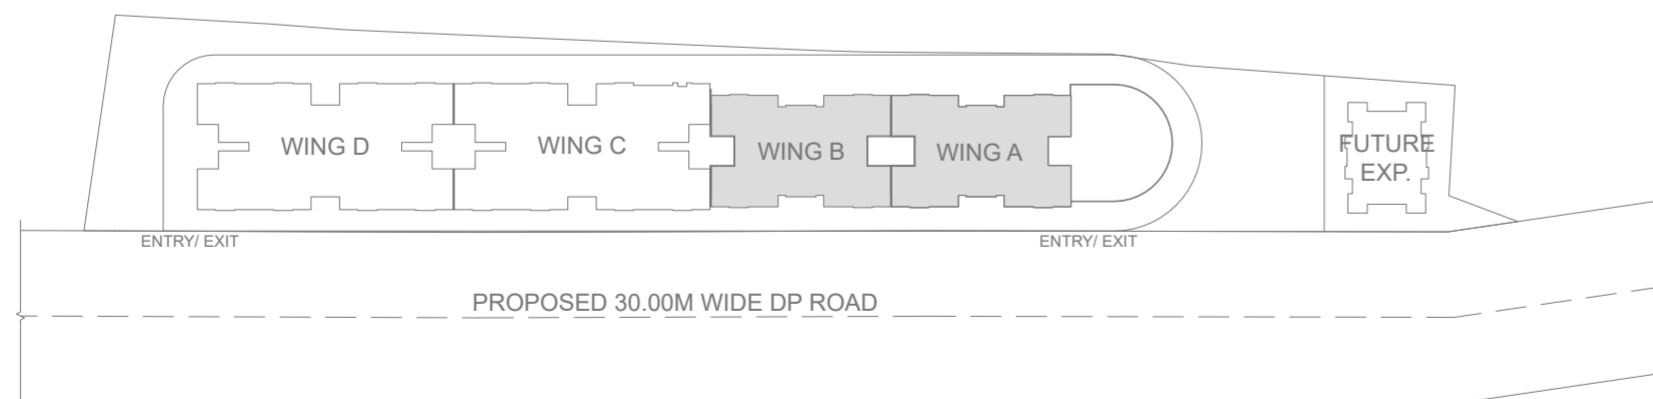 WING D
WING C
WING B
WING A
FUTURE
EXP.
ENTRY/ EXIT
ENTRY/ EXIT
PROPOSED 30.00M WIDE DP ROAD